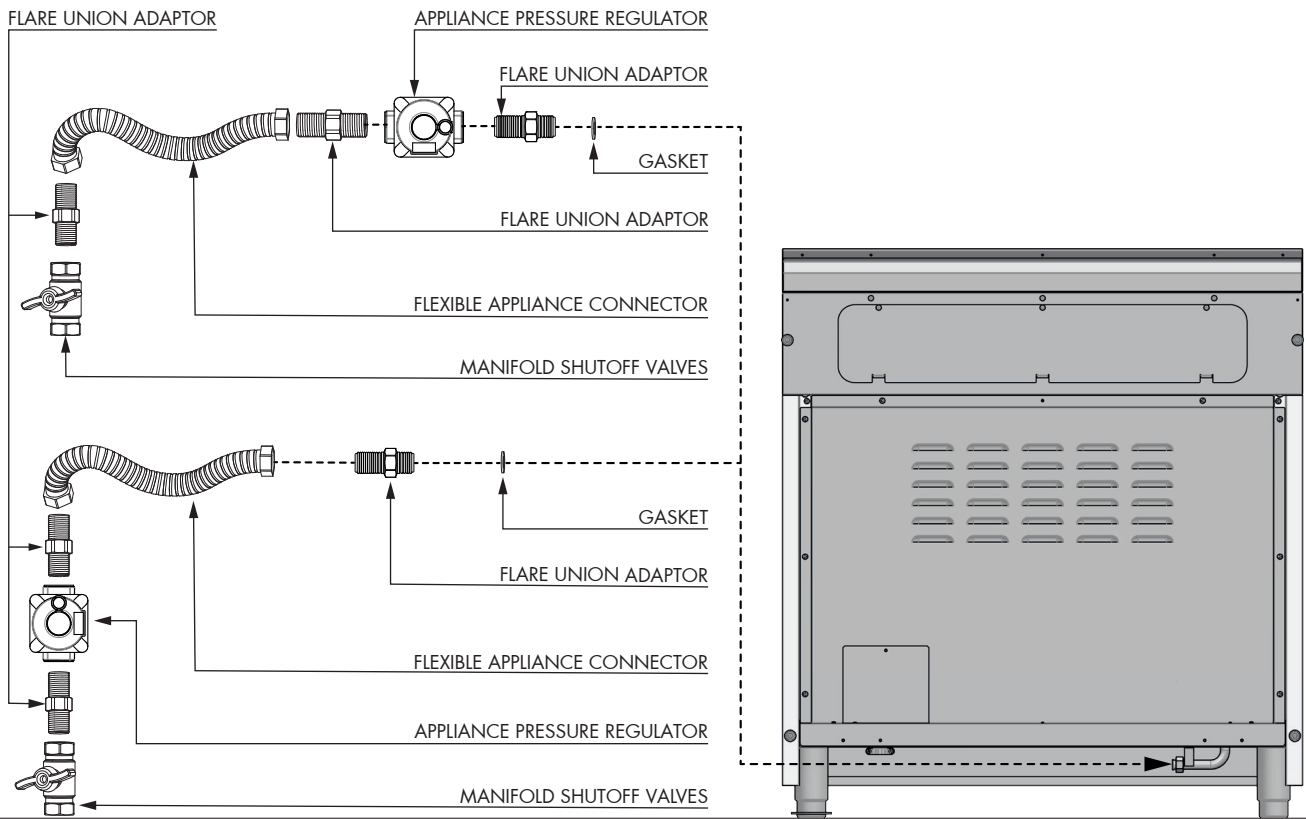 FLARE UNION ADAPTOR
APPLIANCE PRESSURE REGULATOR
FLARE UNION ADAPTOR
GASKET
FLARE UNION ADAPTOR
FLEXIBLE APPLIANCE CONNECTOR
MANIFOLD SHUTOFF VALVES
GASKET
FLARE UNION ADAPTOR
FLEXIBLE APPLIANCE CONNECTOR
APPLIANCE PRESSURE REGULATOR
MANIFOLD SHUTOFF VALVES